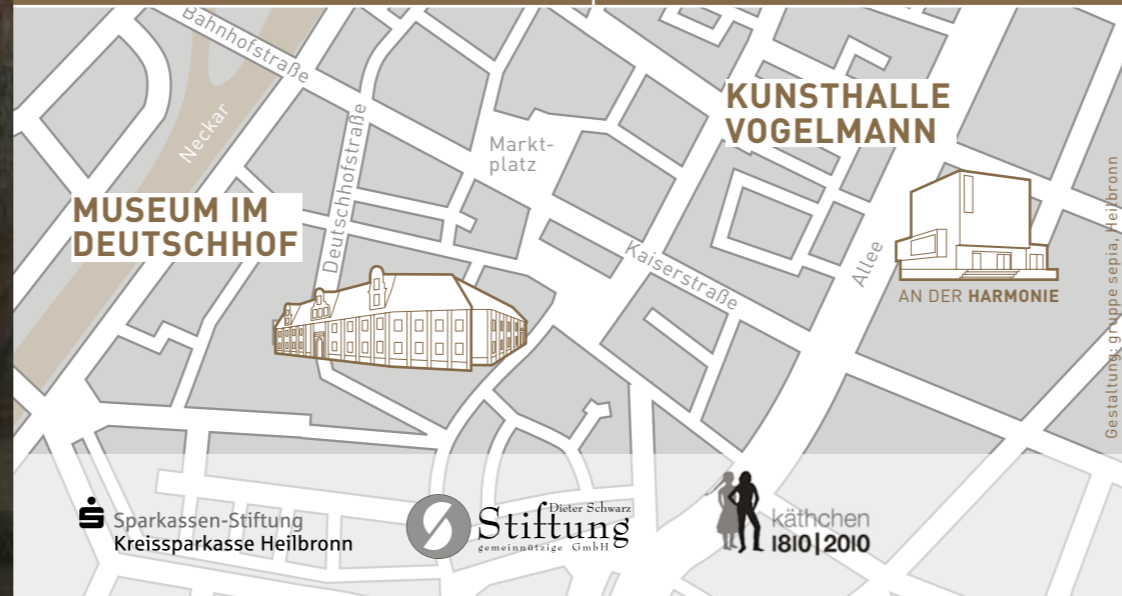 Bahnhofstraße
Neckar
Deutschhofstraße
Markt-
platz
KUNSTHALLE
VOGELMANN
MUSEUM IM
DEUTSCHHOF
Kaiserstraße
Allee
AN DER HARMONIE
Gestaltung: gruppe sepia, Heilbronn
Sparkassen-Stiftung
Kreissparkasse Heilbronn
Dieter Schwarz
Stiftung
gemeinnützige GmbH
käthchen
1810|2010